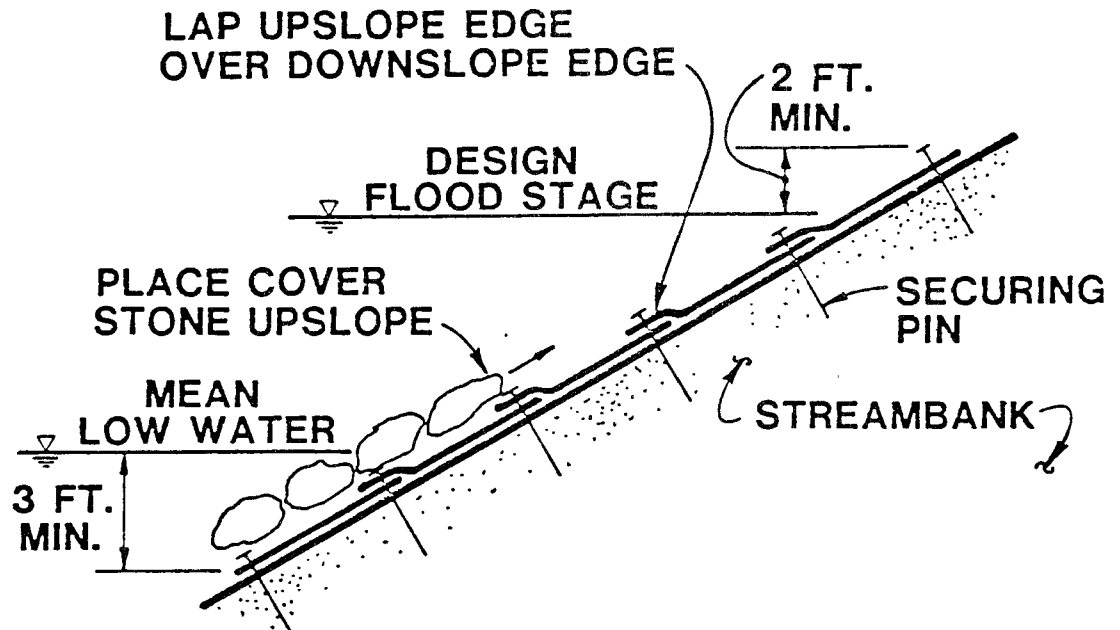 LAP UPSLOPE EDGE
OVER DOWNSLOPE EDGE
2 FT.
MIN.
DESIGN
FLOOD STAGE
PLACE COVER
STONE UPSLOPE
SECURING
PIN
MEAN
LOW WATER
STREAMBANK
3 FT.
MIN.